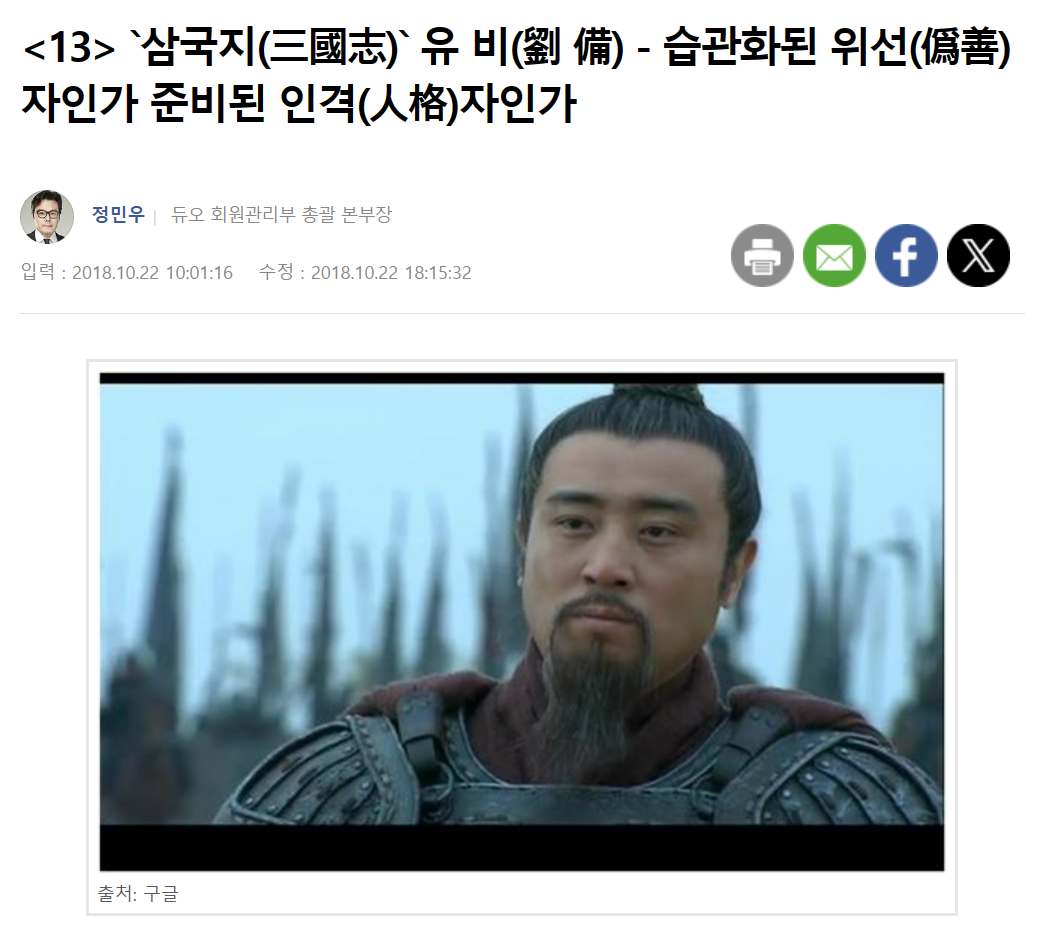 <13> `삼국지(三國志)` 유 비(劉 備) - 습관화된 위선(僞善)
자인가 준비된 인격(人格)자인가
정민우 | 듀오 회원관리부 총괄 본부장
입력 : 2018.10.22 10:01:16 수정 : 2018.10.22 18:15:32
출처: 구글